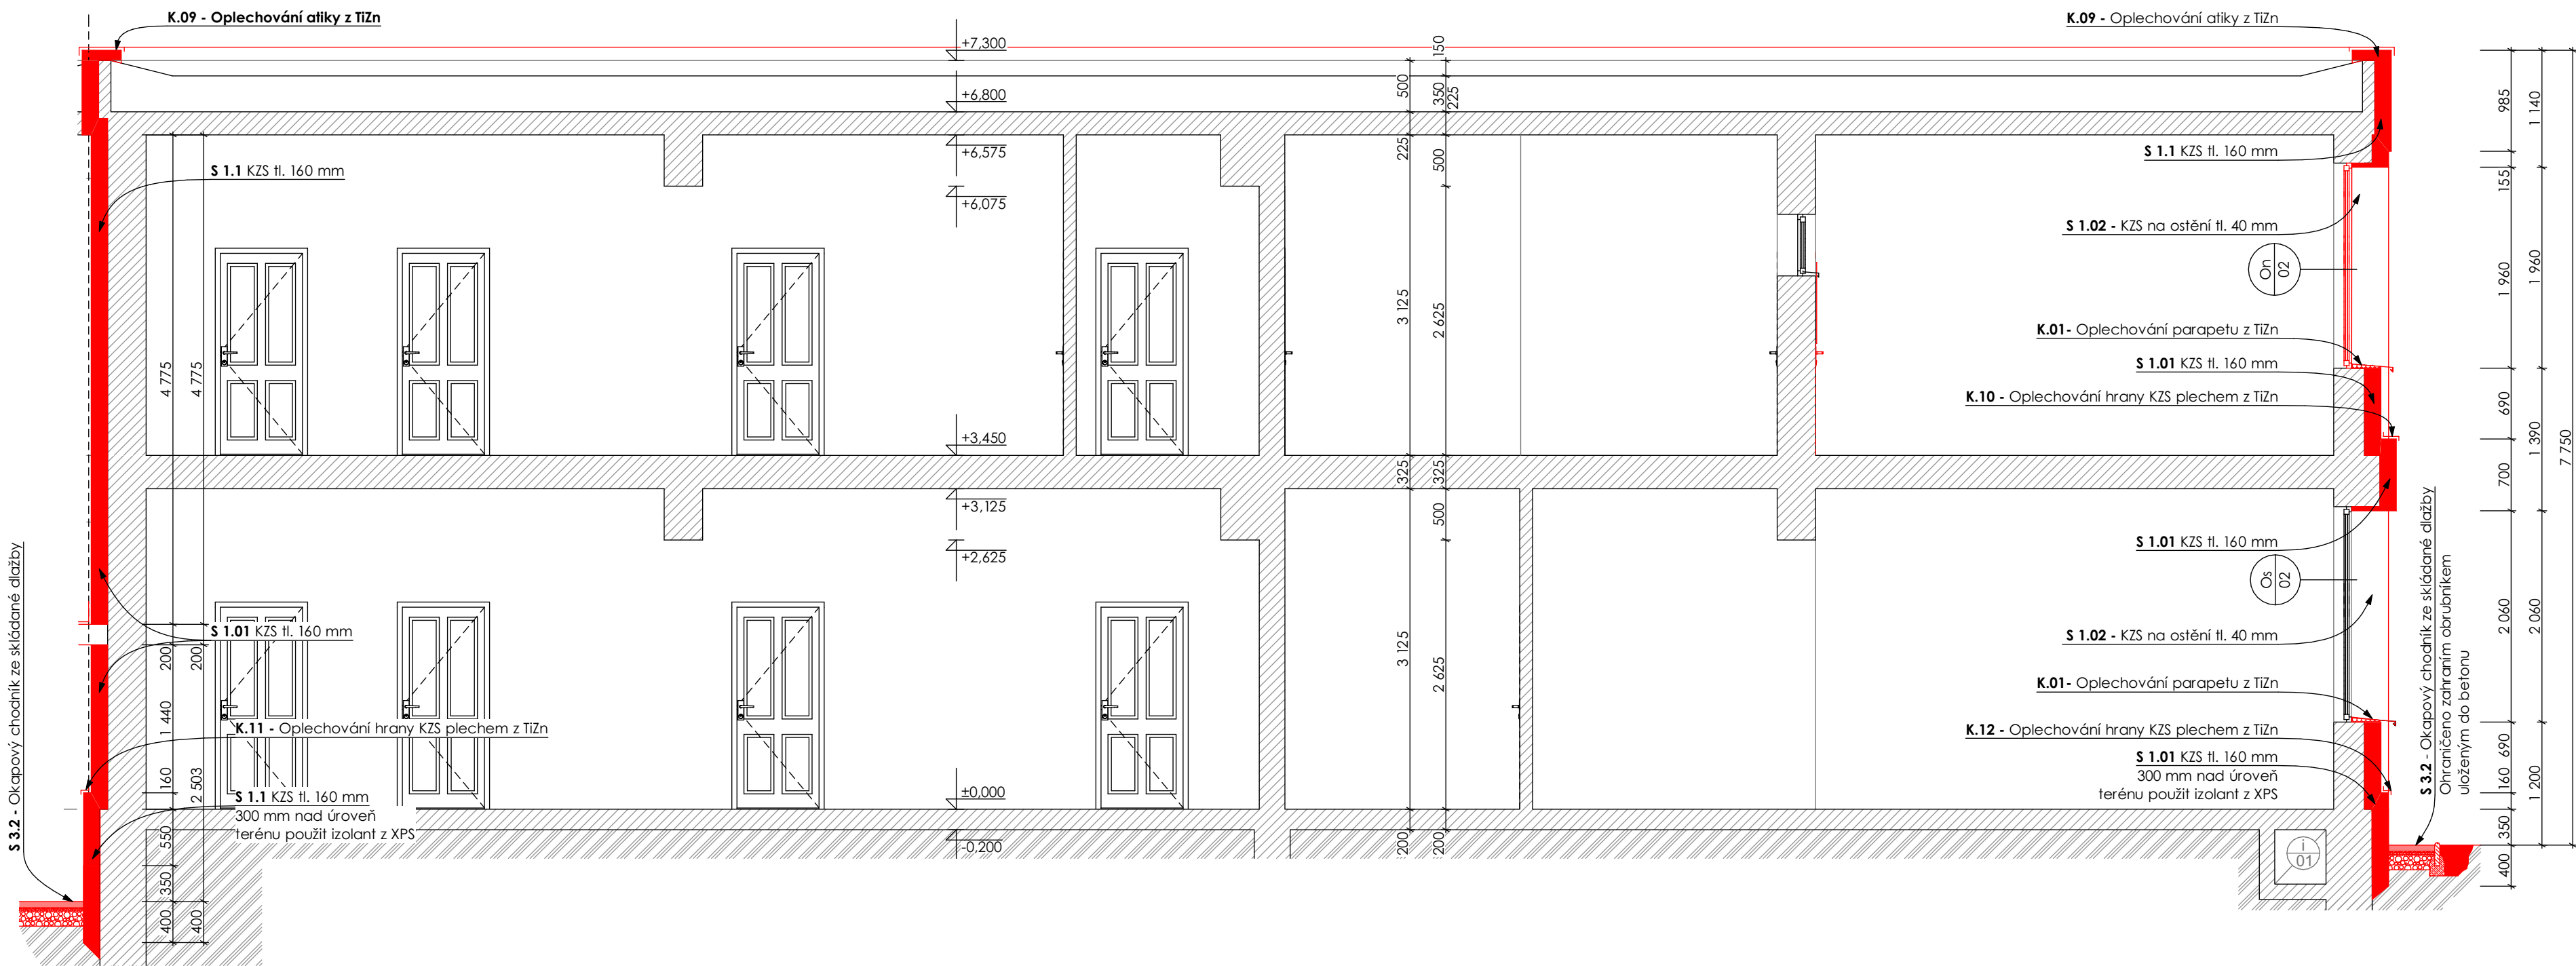 K.09 - Oplechování atiky z TiZn
K.09 - Oplechování atiky z TiZn
+7,300
+6,800
+6,575
+6,075
+3,450
+3,125
+2,625
±0,000
-0,200
S 1.1 KZS tl. 160 mm
S 1.01 KZS tl. 160 mm
K.11 - Oplechování hrany KZS plechem z TiZn
S 1.1 KZS tl. 160 mm
300 mm nad úroveň
terénu použit izolant z XPS
S 3.2 - Okapový chodník ze skládané dlažby
4 775
200
1 440
160
550
350
400
4 775
200
2 503
400
500
225
3 125
325
3 125
200
150
350
225
500
2 625
325
500
2 625
200
S 1.1 KZS tl. 160 mm
S 1.02 - KZS na ostění tl. 40 mm
On
02
K.01- Oplechování parapetu z TiZn
S 1.01 KZS tl. 160 mm
K.10 - Oplechování hrany KZS plechem z TiZn
S 1.01 KZS tl. 160 mm
Os
02
S 1.02 - KZS na ostění tl. 40 mm
K.01- Oplechování parapetu z TiZn
K.12 - Oplechování hrany KZS plechem z TiZn
S 1.01 KZS tl. 160 mm
300 mm nad úroveň
terénu použit izolant z XPS
i
01
S 3.2 - Okapový chodník ze skládané dlažby
Ohraničeno zahraním obrubníkem
uloženým do betonu
985
155
1 960
690
700
2 060
690
160
350
400
1 140
1 960
1 390
2 060
1 200
7 750